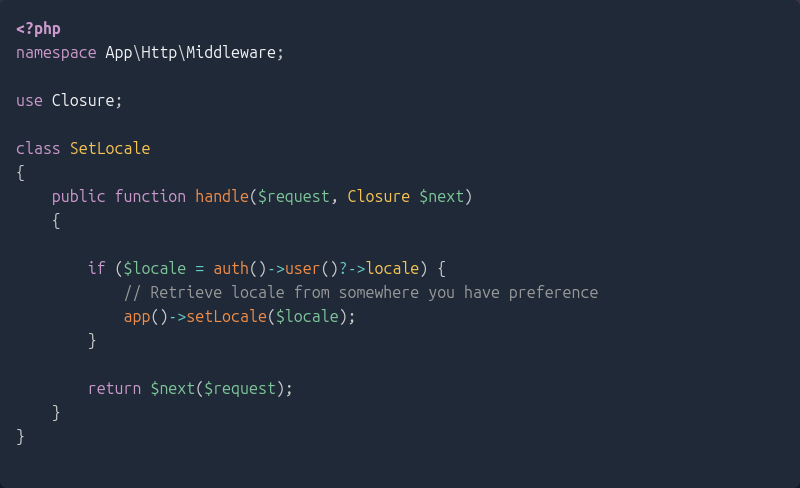 <?php
namespace App\Http\Middleware;

use Closure;

class SetLocale
{
    public function handle($request, Closure $next)
    {

        if ($locale = auth()->user()?->locale) {
            // Retrieve locale from somewhere you have preference
            app()->setLocale($locale);
        }

        return $next($request);
    }
}